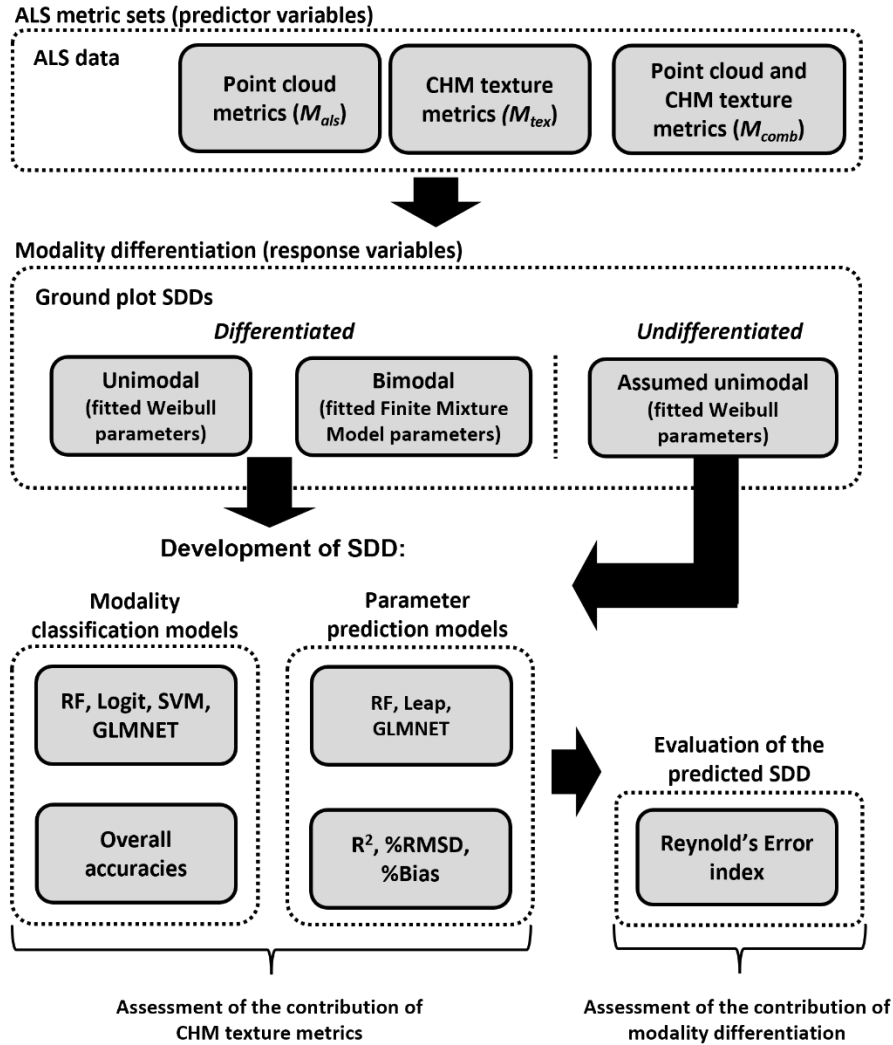 ALS metric sets (predictor variables)
ALS data
Point cloud
metrics (M_als)
CHM texture
metrics (M_tex)
Point cloud and
CHM texture
metrics (M_comb)
Modality differentiation (response variables)
Ground plot SDDs
Differentiated
Undifferentiated
Unimodal
(fitted Weibull
parameters)
Bimodal
(fitted Finite Mixture
Model parameters)
Assumed unimodal
(fitted Weibull
parameters)
Development of SDD:
Modality
classification models
RF, Logit, SVM,
GLMNET
Overall
accuracies
Parameter
prediction models
RF, Leap,
GLMNET
R², %RMSD,
%Bias
Evaluation of the
predicted SDD
Reynold's Error
index
Assessment of the contribution of
CHM texture metrics
Assessment of the contribution of
modality differentiation